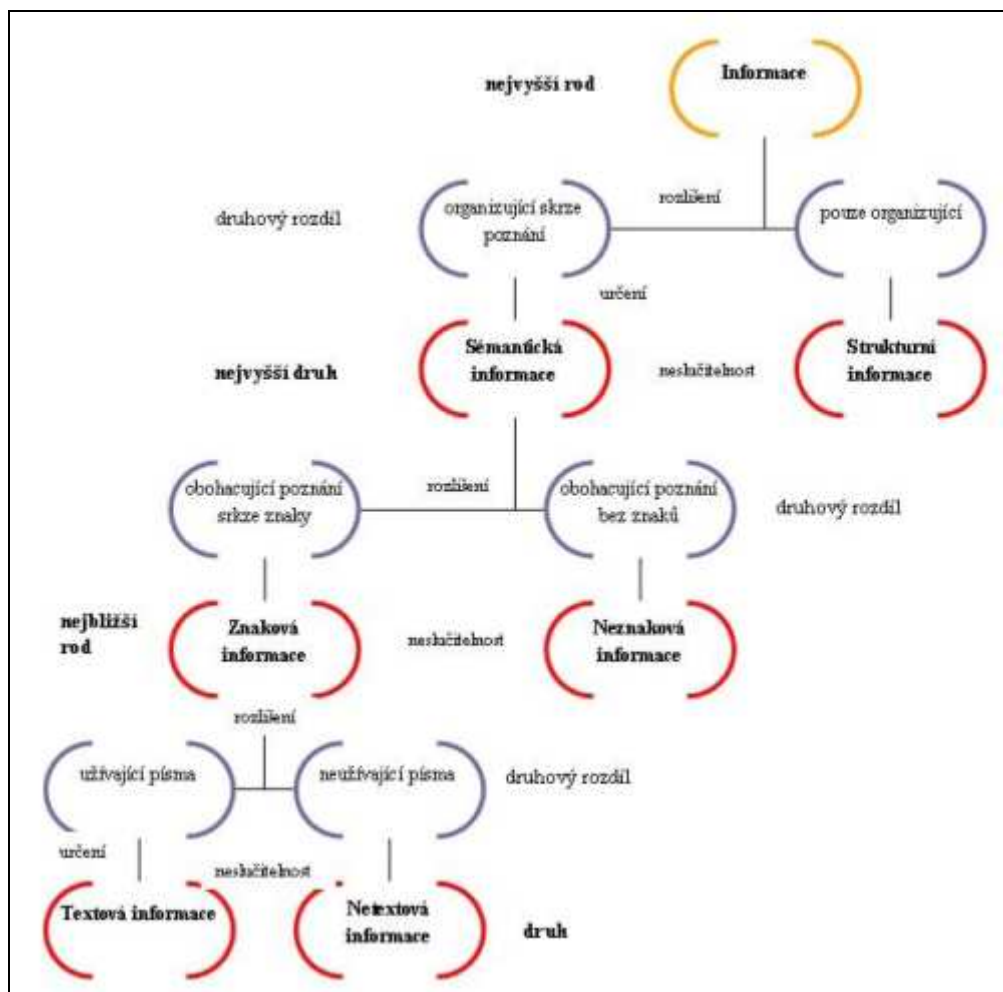 Informace
nejvyšší rod
rozlišení
organizující skrze
poznání
pouze organizující
druhový rozdíl
určení
Sémantická
informace
Strukturní
informace
nejvyšší druh
neslučitelnost
rozlišení
obohacující poznání
srkze znaky
obohacující poznání
bez znaků
druhový rozdíl
nejbližší
rod
Znaková
informace
neslučitelnost
Neznaková
informace
rozlišení
užívající písma
neužívající písma
druhový rozdíl
určení
neslučitelnost
Textová informace
Netextová
informace
druh